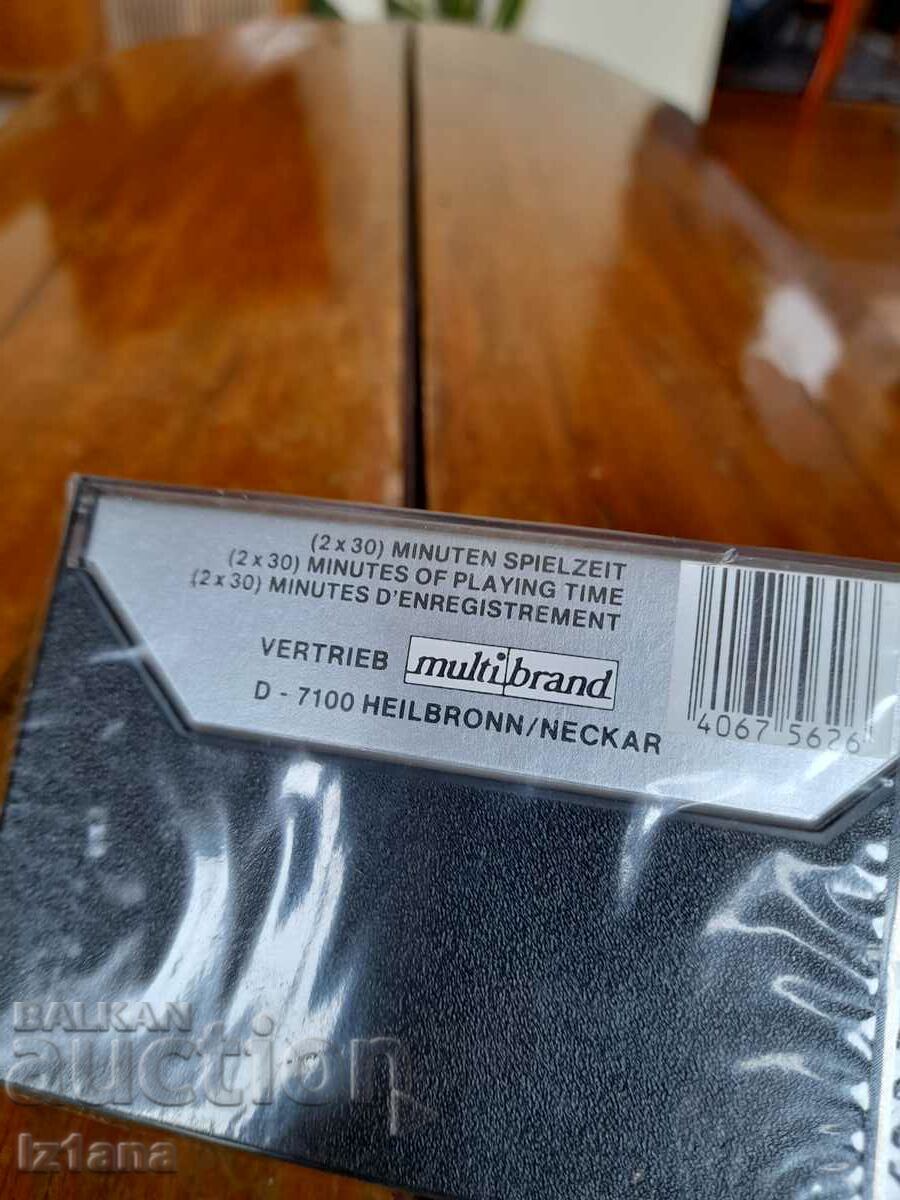 (2 x 30) MINUTEN SPIELZEIT
(2 x 30) MINUTES OF PLAYING TIME
(2 x 30) MINUTES D'ENREGISTREMENT
VERTRIEB multibrand
D - 7100 HEILBRONN/NECKAR
4067 5626
BALKAN
auction
Iz1ana